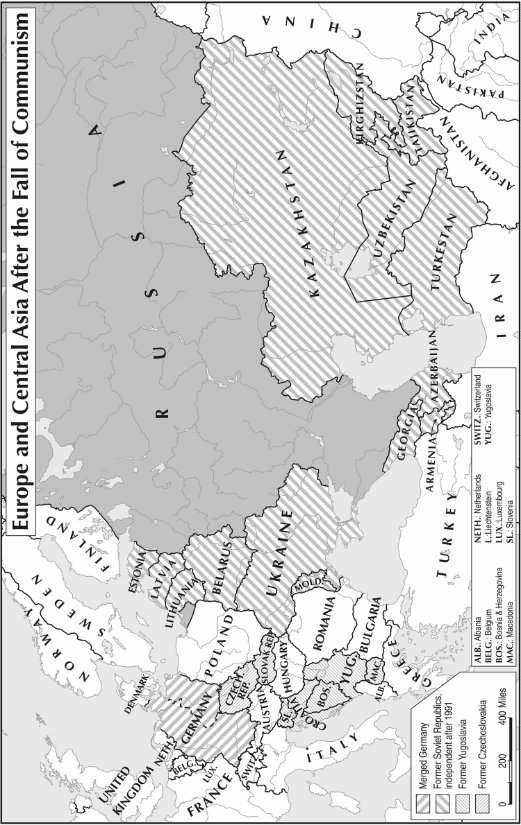 Europe and Central Asia After the Fall of Communism
NORWAY
SWEDEN
FINLAND
RUSSIA
ESTONIA
LATVIA
LITHUANIA
BELARUS
UKRAINE
POLAND
DENMARK
GERMANY
UNITED
KINGDOM
NETH.
BELG.
LUX.
FRANCE
SWITZ.
L.
CZECH
REP.
SLOVAK REP.
AUSTRIA
HUNGARY
SL.
CROATIA
BOS.
YUG.
ROMANIA
MOLD.
BULGARIA
MAC.
ALB.
ITALY
GREECE
TURKEY
GEORGIA
ARMENIA
AZERBAIJAN
KAZAKHSTAN
UZBEKISTAN
TURKESTAN
KIRGHIZSTAN
TAJIKISTAN
CHINA
INDIA
PAKISTAN
AFGHANISTAN
IRAN
Merged Germany
Former Soviet Republics,
independent after 1991
Former Yugoslavia
Former Czechoslovakia
0 200 400 Miles
ALB.: Albania
BELG.: Belgium
BOS.: Bosnia & Herzegovina
MAC.: Macedonia
NETH.: Netherlands
L.: Liechtenstein
LUX.: Luxembourg
SL.: Slovenia
SWITZ.: Switzerland
YUG.: Yugoslavia